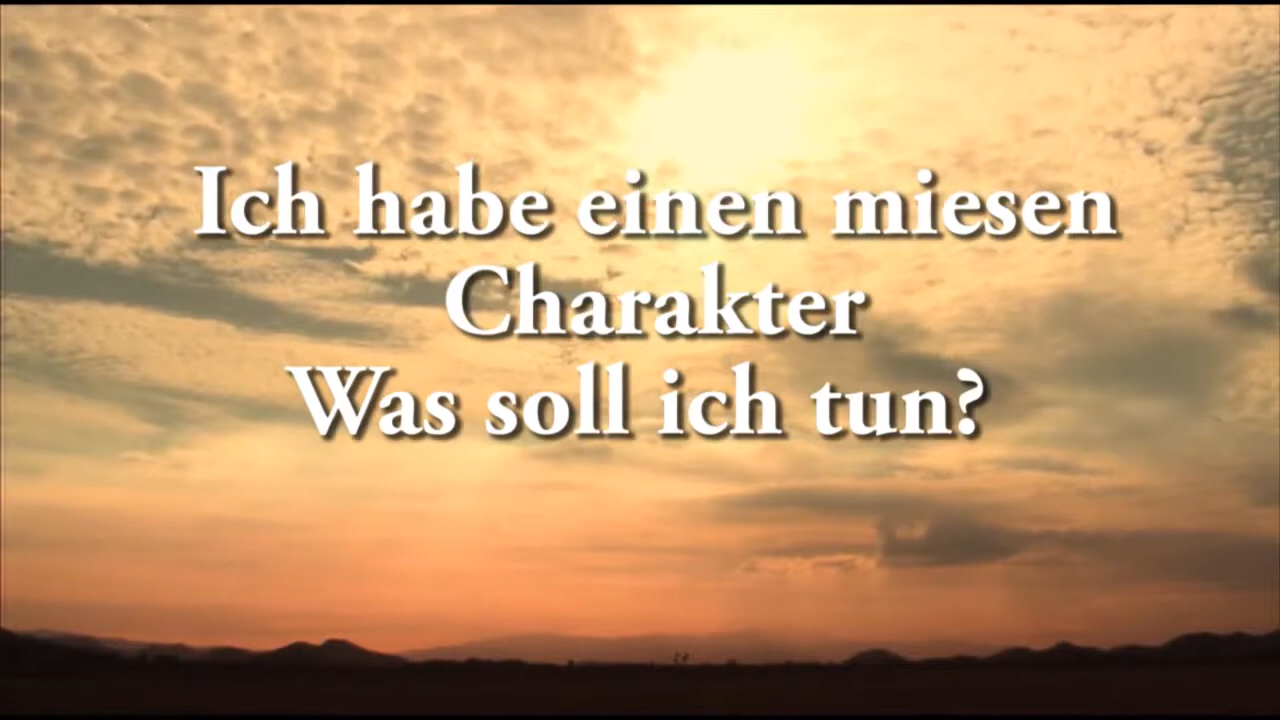 Ich habe einen miesen
Charakter
Was soll ich tun?